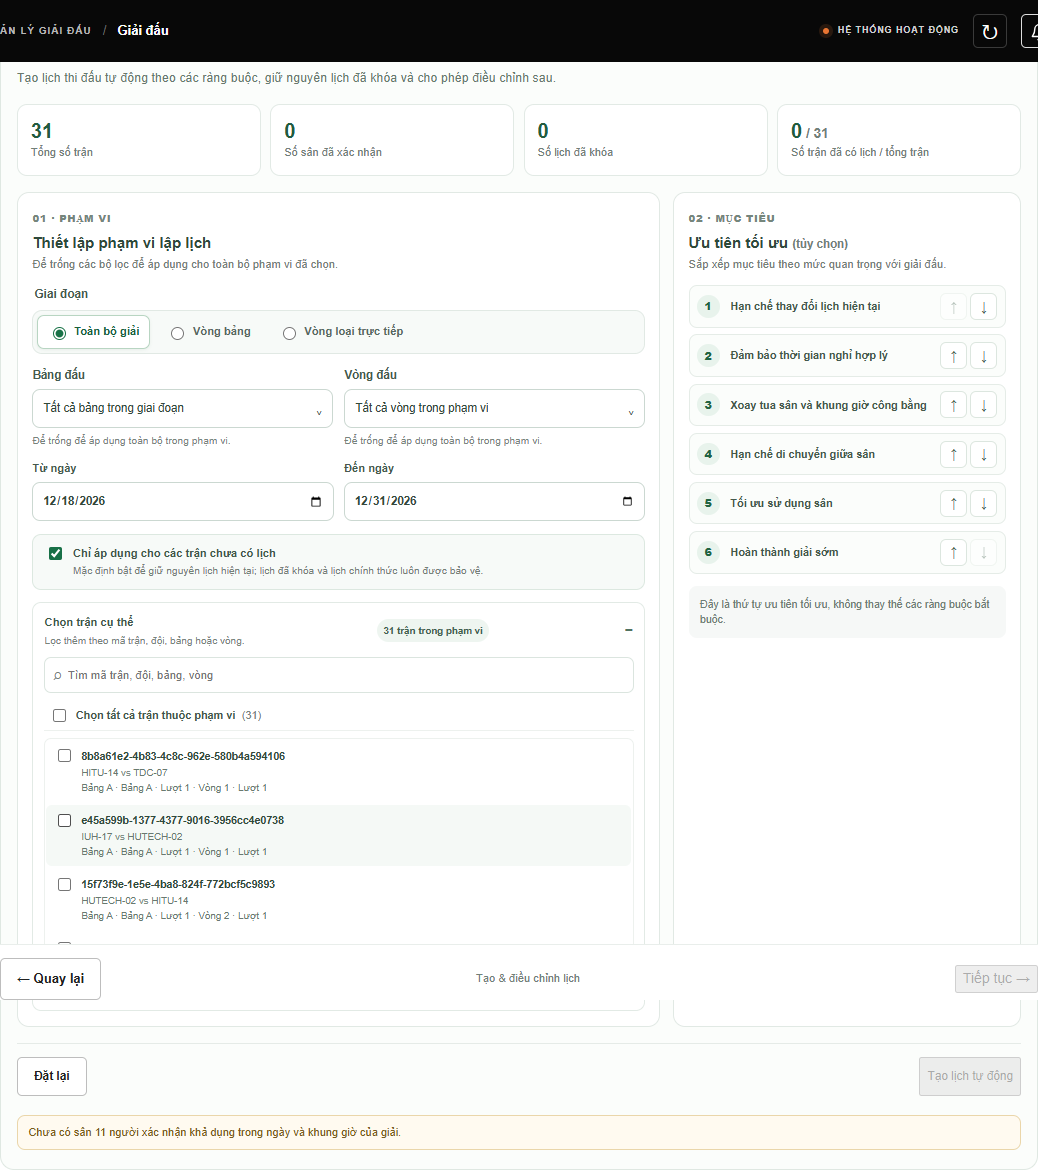 ẢN LÝ GIẢI ĐẤU / Giải đấu
HỆ THỐNG HOẠT ĐỘNG
Tạo lịch thi đấu tự động theo các ràng buộc, giữ nguyên lịch đã khóa và cho phép điều chỉnh sau.
31
Tổng số trận
0
Số sân đã xác nhận
0
Số lịch đã khóa
0 / 31
Số trận đã có lịch / tổng trận
01 · PHẠM VI
Thiết lập phạm vi lập lịch
Để trống các bộ lọc để áp dụng cho toàn bộ phạm vi đã chọn.
Giai đoạn
Toàn bộ giải
Vòng bảng
Vòng loại trực tiếp
Bảng đấu
Vòng đấu
Tất cả bảng trong giai đoạn
Tất cả vòng trong phạm vi
Để trống để áp dụng toàn bộ trong phạm vi.
Để trống để áp dụng toàn bộ trong phạm vi.
Từ ngày
Đến ngày
12/18/2026
12/31/2026
Chỉ áp dụng cho các trận chưa có lịch
Mặc định bật để giữ nguyên lịch hiện tại; lịch đã khóa và lịch chính thức luôn được bảo vệ.
Chọn trận cụ thể
Lọc thêm theo mã trận, đội, bảng hoặc vòng.
31 trận trong phạm vi
−
Tìm mã trận, đội, bảng, vòng
Chọn tất cả trận thuộc phạm vi (31)
8b8a61e2-4b83-4c8c-962e-580b4a594106
HITU-14 vs TDC-07
Bảng A · Bảng A · Lượt 1 · Vòng 1 · Lượt 1
e45a599b-1377-4377-9016-3956cc4e0738
IUH-17 vs HUTECH-02
Bảng A · Bảng A · Lượt 1 · Vòng 1 · Lượt 1
15f73f9e-1e5e-4ba8-824f-772bcf5c9893
HUTECH-02 vs HITU-14
Bảng A · Bảng A · Lượt 1 · Vòng 2 · Lượt 1
02 · MỤC TIÊU
Ưu tiên tối ưu (tùy chọn)
Sắp xếp mục tiêu theo mức quan trọng với giải đấu.
1 Hạn chế thay đổi lịch hiện tại ↑ ↓
2 Đảm bảo thời gian nghỉ hợp lý ↑ ↓
3 Xoay tua sân và khung giờ công bằng ↑ ↓
4 Hạn chế di chuyển giữa sân ↑ ↓
5 Tối ưu sử dụng sân ↑ ↓
6 Hoàn thành giải sớm ↑ ↓
Đây là thứ tự ưu tiên tối ưu, không thay thế các ràng buộc bắt
buộc.
← Quay lại
Tạo & điều chỉnh lịch
Tiếp tục →
Đặt lại
Tạo lịch tự động
Chưa có sân 11 người xác nhận khả dụng trong ngày và khung giờ của giải.